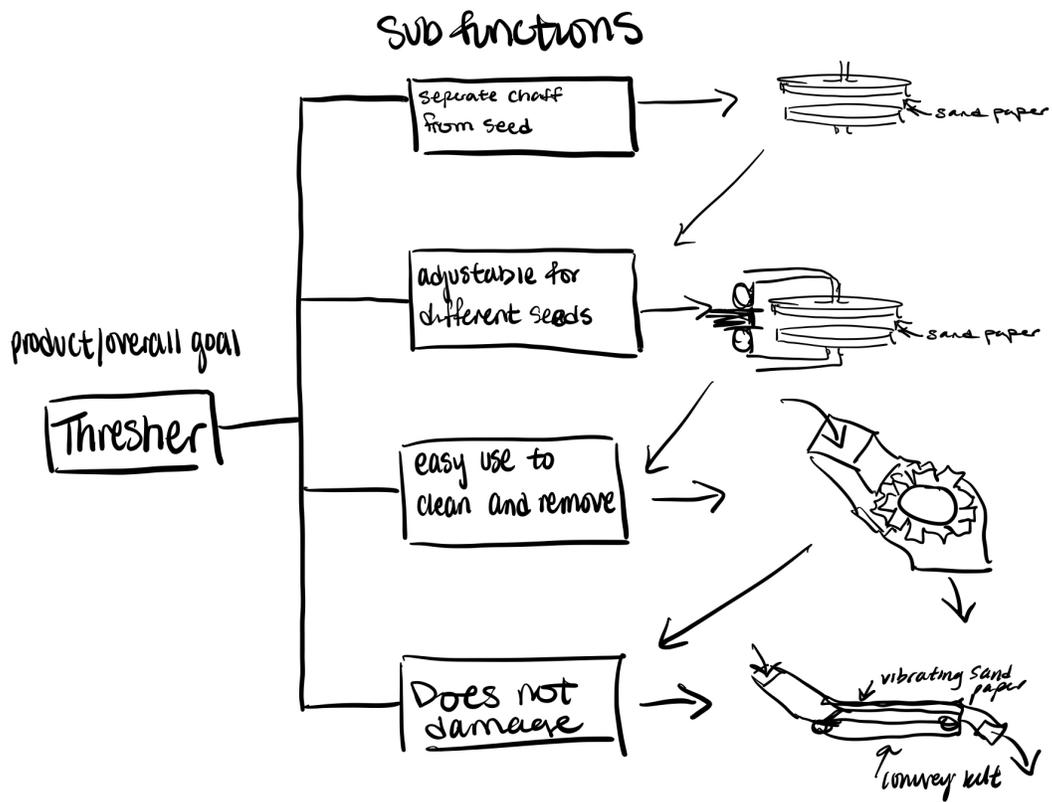 Sub functions
seperate chaff
from seed
sand paper
adjustable for
different seeds
sand paper
product/overall goal
Thresher
easy use to
clean and remove
Does not
damage
vibrating sand
paper
convey belt